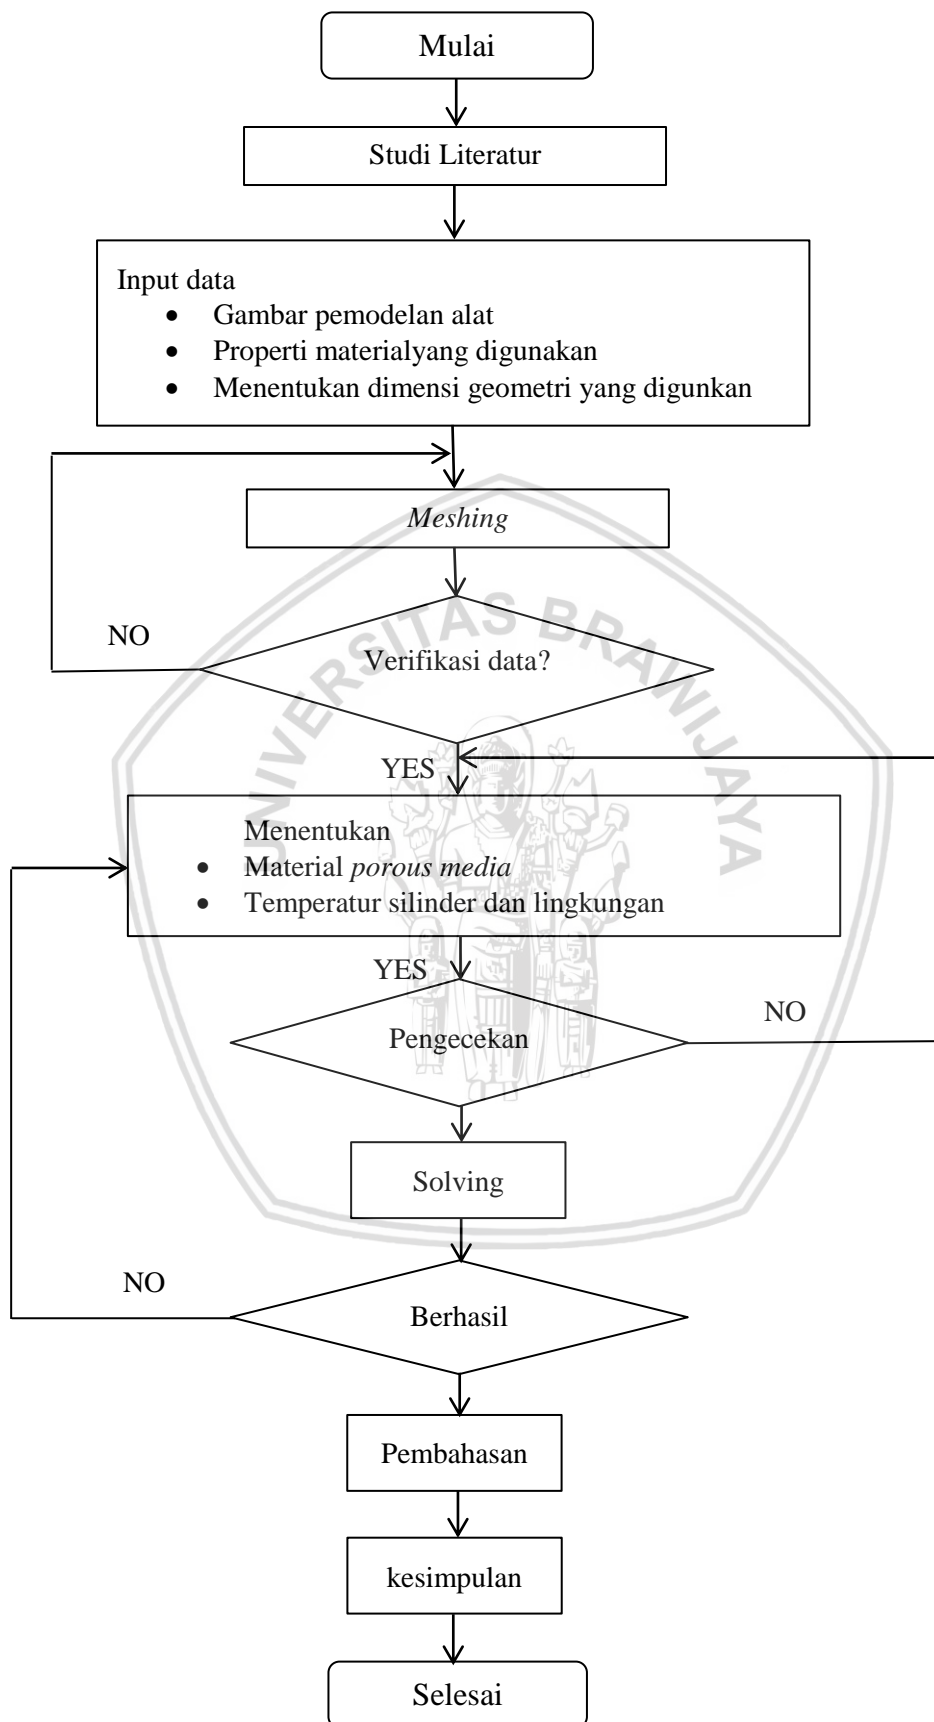 Mulai
Studi Literatur
Input data
• Gambar pemodelan alat
• Properti materialyang digunakan
• Menentukan dimensi geometri yang digunkan
Meshing
UNIVERSITAS BRAWIJAYA
NO
Verifikasi data?
YES
Menentukan
• Material porous media
• Temperatur silinder dan lingkungan
YES
Pengecekan
NO
Solving
NO
Berhasil
Pembahasan
kesimpulan
Selesai